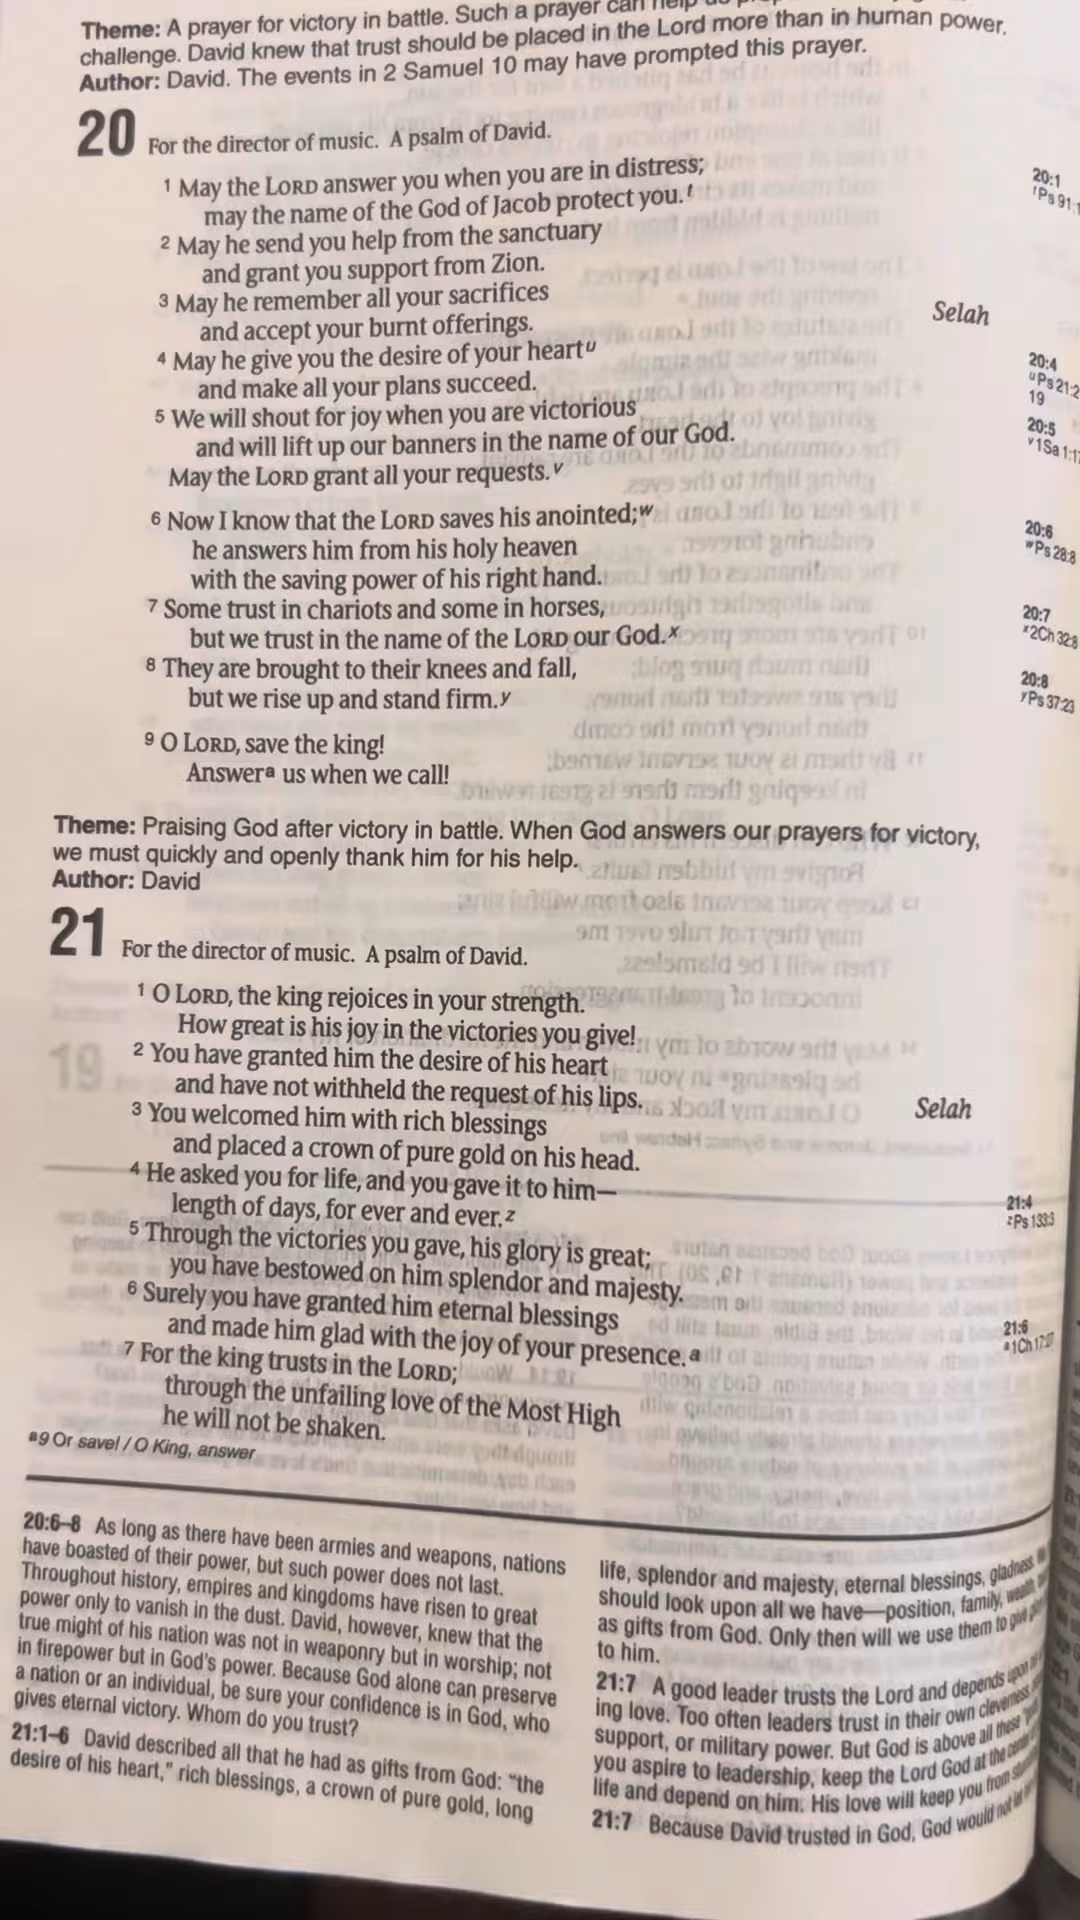 Theme: A prayer for victory in battle. Such a prayer can help us
challenge. David knew that trust should be placed in the Lord more than in human power.
Author: David. The events in 2 Samuel 10 may have prompted this prayer.
20 For the director of music. A psalm of David.
1 May the LORD answer you when you are in distress;
may the name of the God of Jacob protect you. t
2 May he send you help from the sanctuary
and grant you support from Zion.
3 May he remember all your sacrifices
and accept your burnt offerings. Selah
4 May he give you the desire of your heart u
and make all your plans succeed.
5 We will shout for joy when you are victorious
and will lift up our banners in the name of our God.
May the LORD grant all your requests. v
6 Now I know that the LORD saves his anointed; w
he answers him from his holy heaven
with the saving power of his right hand.
7 Some trust in chariots and some in horses,
but we trust in the name of the LORD our God. x
8 They are brought to their knees and fall,
but we rise up and stand firm. y
9 O LORD, save the king!
Answer a us when we call!
Theme: Praising God after victory in battle. When God answers our prayers for victory,
we must quickly and openly thank him for his help.
Author: David
21 For the director of music. A psalm of David.
1 O LORD, the king rejoices in your strength.
How great is his joy in the victories you give!
2 You have granted him the desire of his heart
and have not withheld the request of his lips. Selah
3 You welcomed him with rich blessings
and placed a crown of pure gold on his head.
4 He asked you for life, and you gave it to him—
length of days, for ever and ever. z
5 Through the victories you gave, his glory is great;
you have bestowed on him splendor and majesty.
6 Surely you have granted him eternal blessings
and made him glad with the joy of your presence. a
7 For the king trusts in the LORD;
through the unfailing love of the Most High
he will not be shaken.
a9 Or save! / O King, answer
20:1
t Ps 91:1
20:4
u Ps 21:2
19
20:5
v 1Sa 1:17
20:6
w Ps 28:8
20:7
x 2Ch 32:8
20:8
y Ps 37:23
21:4
z Ps 133:3
21:6
a 1Ch 17:27
20:6–8 As long as there have been armies and weapons, nations
have boasted of their power, but such power does not last.
Throughout history, empires and kingdoms have risen to great
power only to vanish in the dust. David, however, knew that the
true might of his nation was not in weaponry but in worship; not
in firepower but in God's power. Because God alone can preserve
a nation or an individual, be sure your confidence is in God, who
gives eternal victory. Whom do you trust?
21:1–6 David described all that he had as gifts from God: "the
desire of his heart," rich blessings, a crown of pure gold, long
life, splendor and majesty, eternal blessings, gladness.
should look upon all we have—position, family, wealth,
as gifts from God. Only then will we use them to give
to him.
21:7 A good leader trusts the Lord and depends upon
ing love. Too often leaders trust in their own cleverness,
support, or military power. But God is above all these
you aspire to leadership, keep the Lord God at the center
life and depend on him. His love will keep you from
21:7 Because David trusted in God, God would not